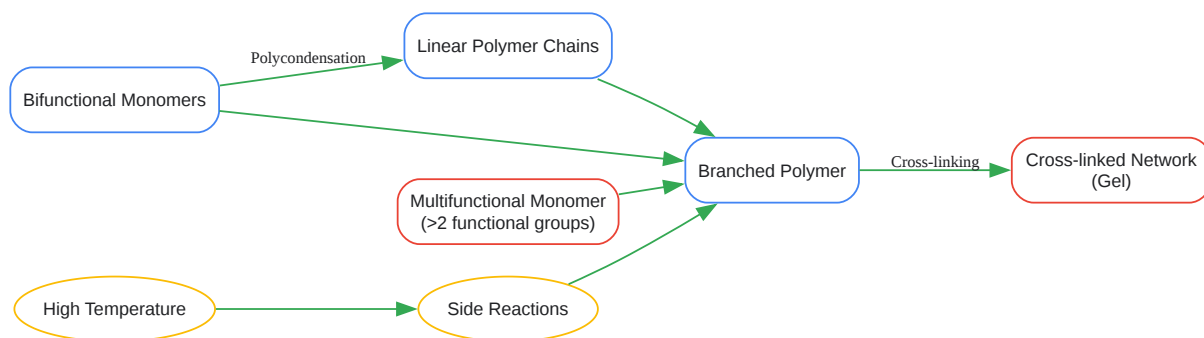 Linear Polymer Chains
Polycondensation
Bifunctional Monomers
Branched Polymer
Cross-linking
Cross-linked Network
(Gel)
Multifunctional Monomer
(>2 functional groups)
High Temperature
Side Reactions